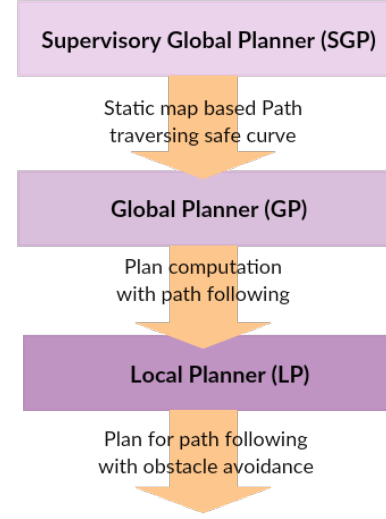 Supervisory Global Planner (SGP)
Static map based Path
traversing safe curve
Global Planner (GP)
Plan computation
with path following
Local Planner (LP)
Plan for path following
with obstacle avoidance